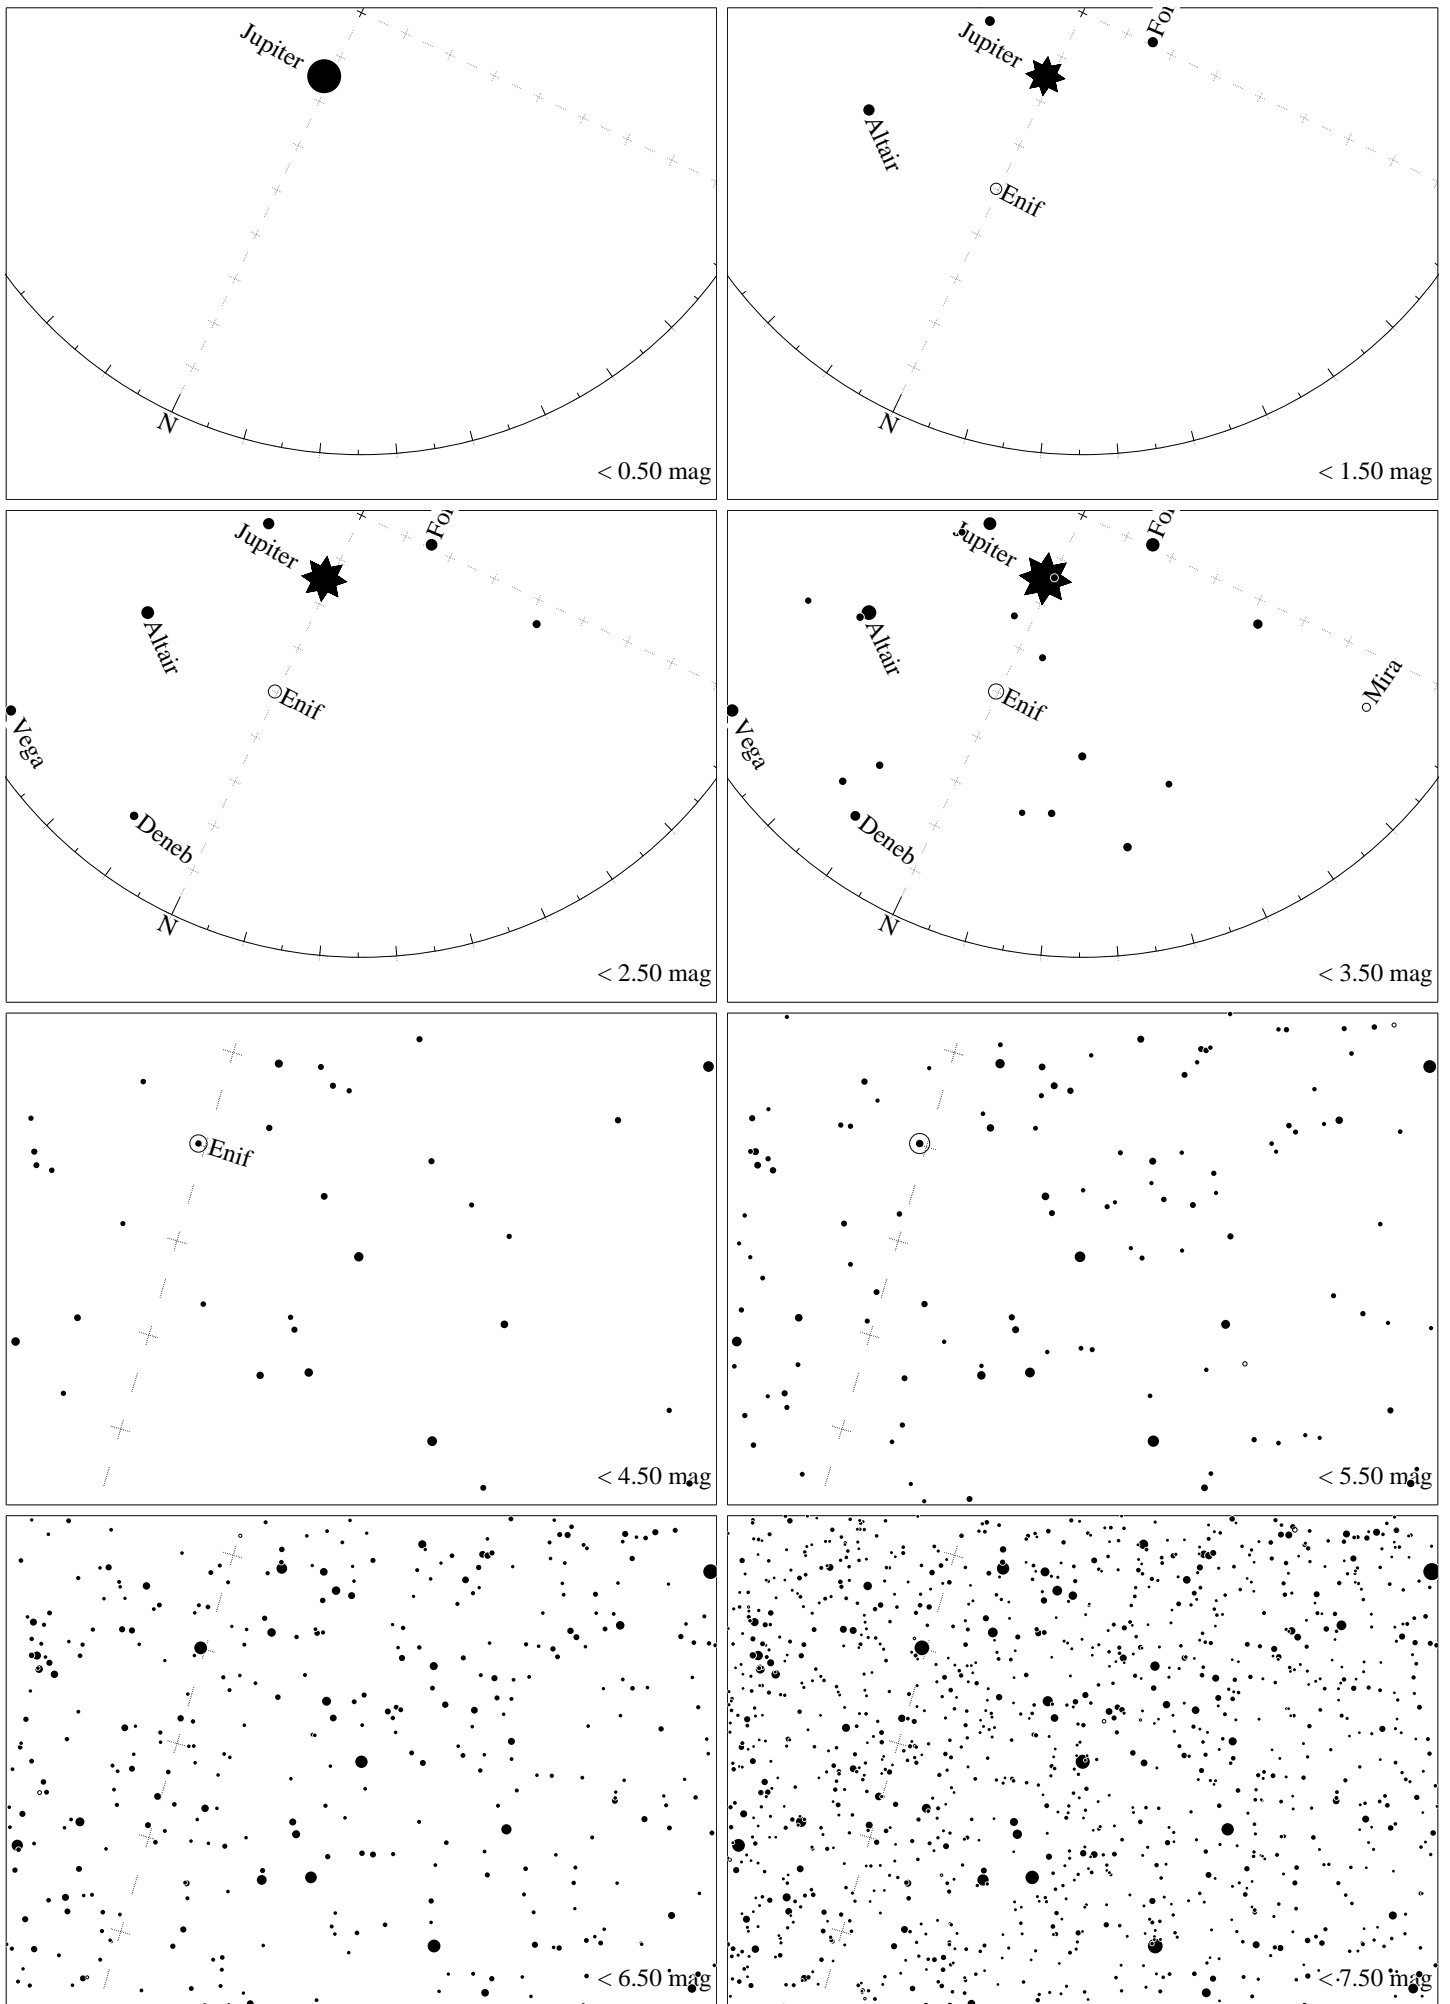 Jupiter
N
< 0.50 mag
Jupiter
Altair
Enif
N
< 1.50 mag
Jupiter
Altair
Enif
Vega
Deneb
N
< 2.50 mag
Jupiter
Altair
Enif
Mira
Vega
Deneb
N
< 3.50 mag
Enif
< 4.50 mag
< 5.50 mag
< 6.50 mag
< 7.50 mag